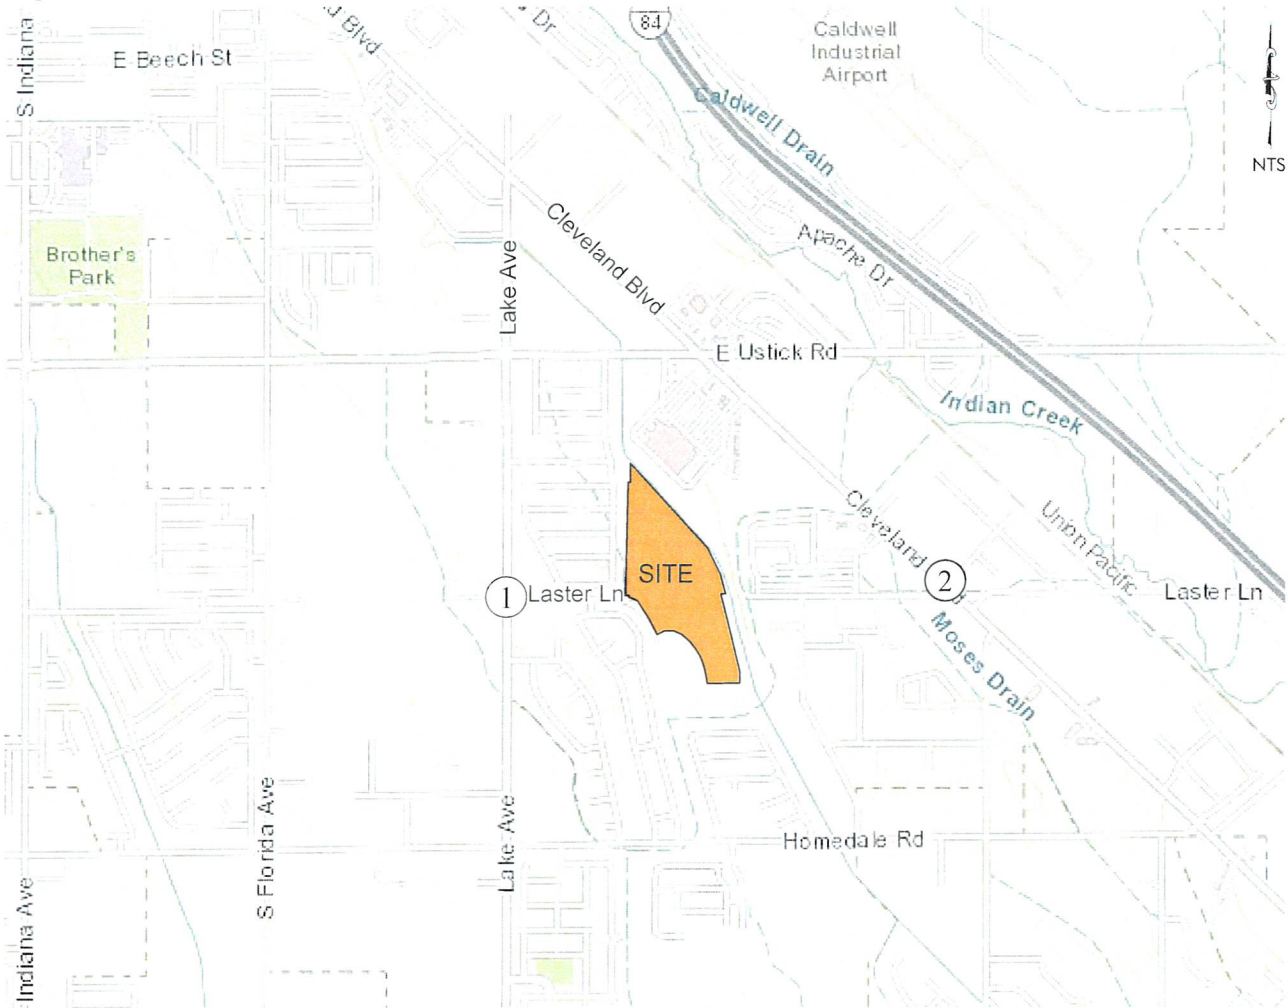 S Indiana
E Beech St
Blvd
Dr
84
Caldwell
Industrial
Airport
NTS
Caldwell Drain
Brother's
Park
Lake Ave
Cleveland Blvd
Apache Dr
E Ustick Rd
Indian Creek
Cleveland
Union Pacific
SITE
1
Laster Ln
2
Laster Ln
Moses Drain
S Florida Ave
Lake Ave
Homedale Rd
Indiana Ave